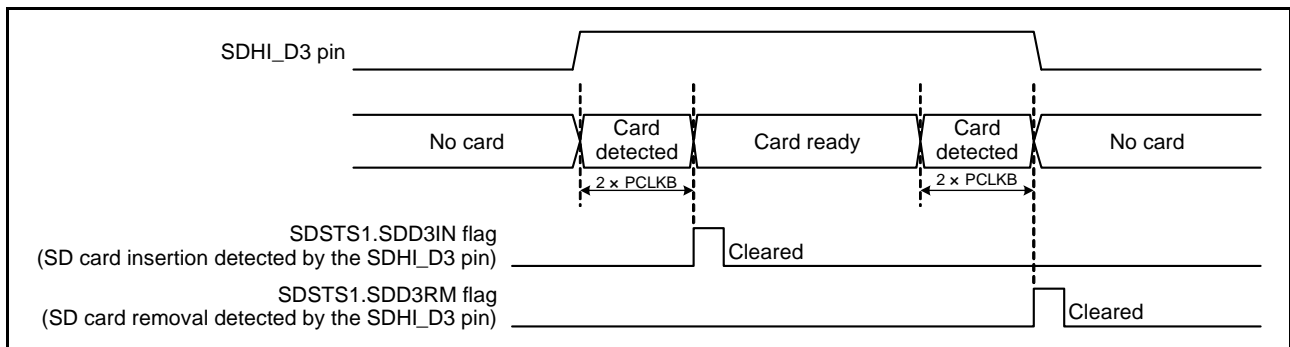 SDHI_D3 pin
No card
Card
detected
Card ready
Card
detected
No card
2 × PCLKB
2 × PCLKB
SDSTS1.SDD3IN flag
(SD card insertion detected by the SDHI_D3 pin)
Cleared
SDSTS1.SDD3RM flag
(SD card removal detected by the SDHI_D3 pin)
Cleared